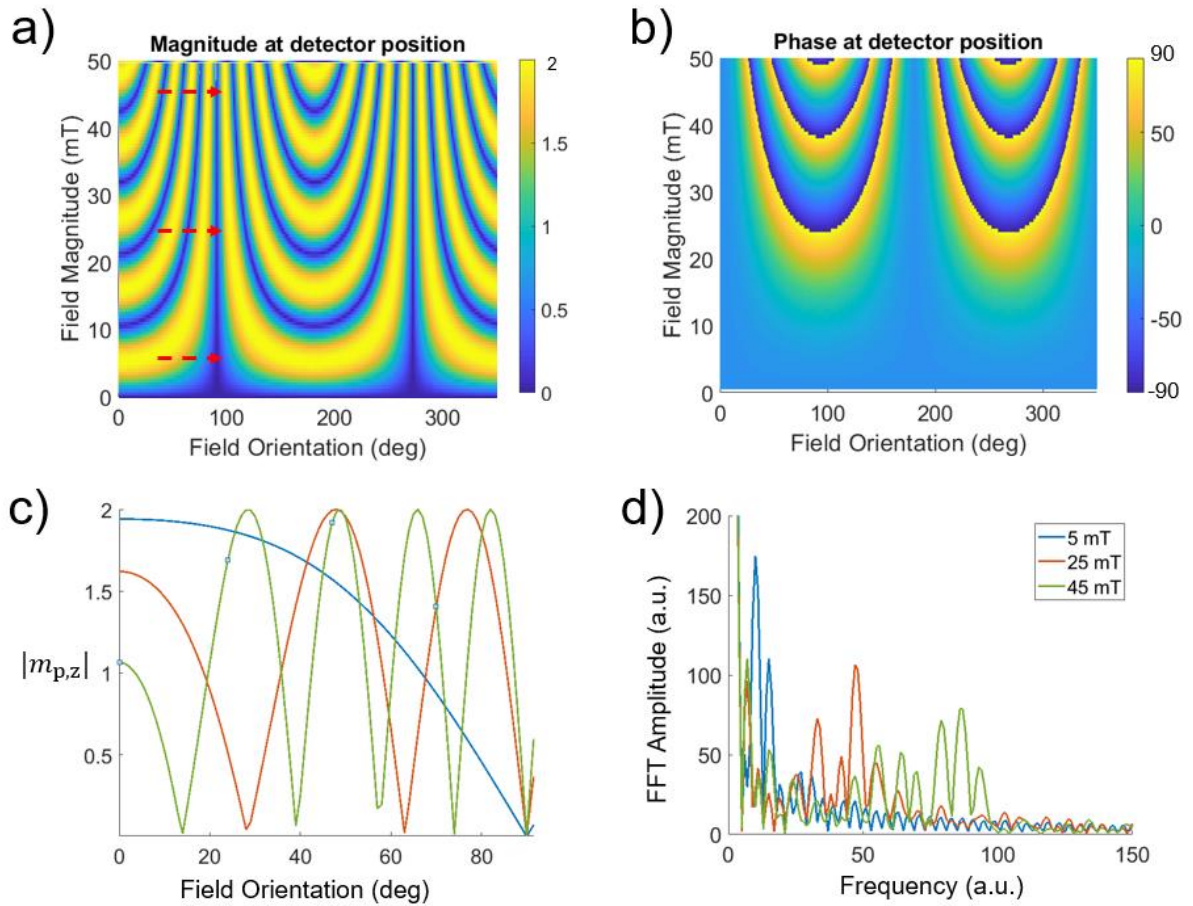 a)
Magnitude at detector position
50
40
30
20
10
0
Field Magnitude (mT)
0
100
200
300
Field Orientation (deg)
2
1.5
1
0.5
0
b)
Phase at detector position
50
40
30
20
10
0
Field Magnitude (mT)
0
100
200
300
Field Orientation (deg)
90
50
0
-50
-90
c)
2
1.5
1
0.5
|m_{p,z}|
0
20
40
60
80
Field Orientation (deg)
d)
200
150
100
50
0
FFT Amplitude (a.u.)
5 mT
25 mT
45 mT
0
50
100
150
Frequency (a.u.)